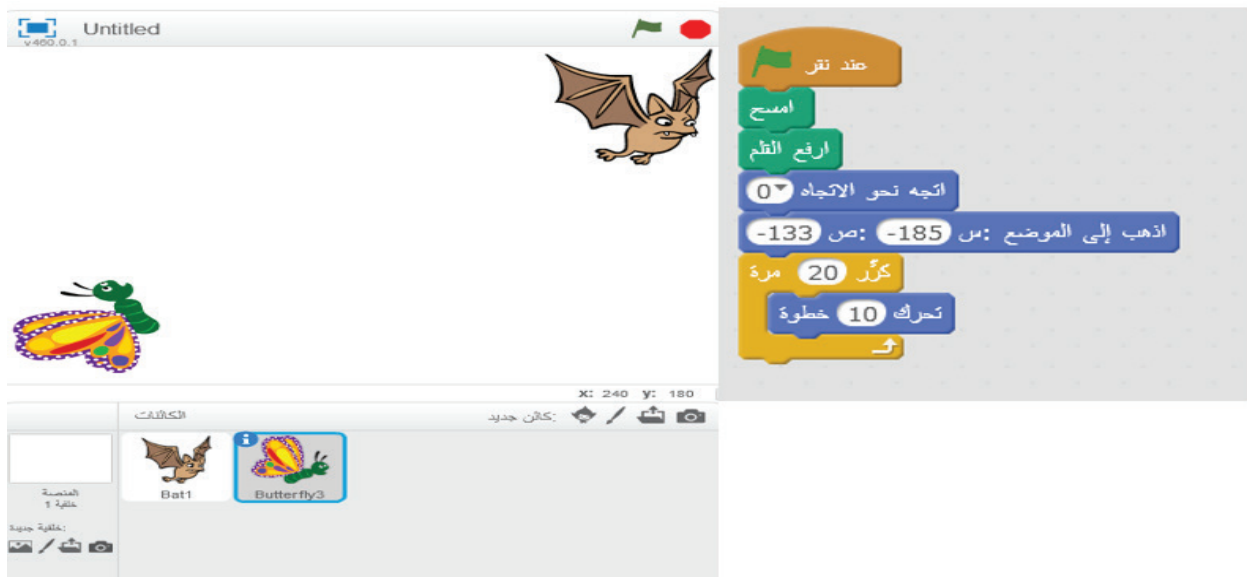 Untitled
v460.0.1
x: 240 y: 180
الكائنات
كائن جديد:
Bat1
Butterfly3
المنصة
خلفية 1
خلفية جديدة:
عند نقر
امسح
ارفع القلم
اتجه نحو الاتجاه 0
اذهب إلى الموضع س: -185 ص: -133
كرِّر 20 مرة
تحرك 10 خطوة